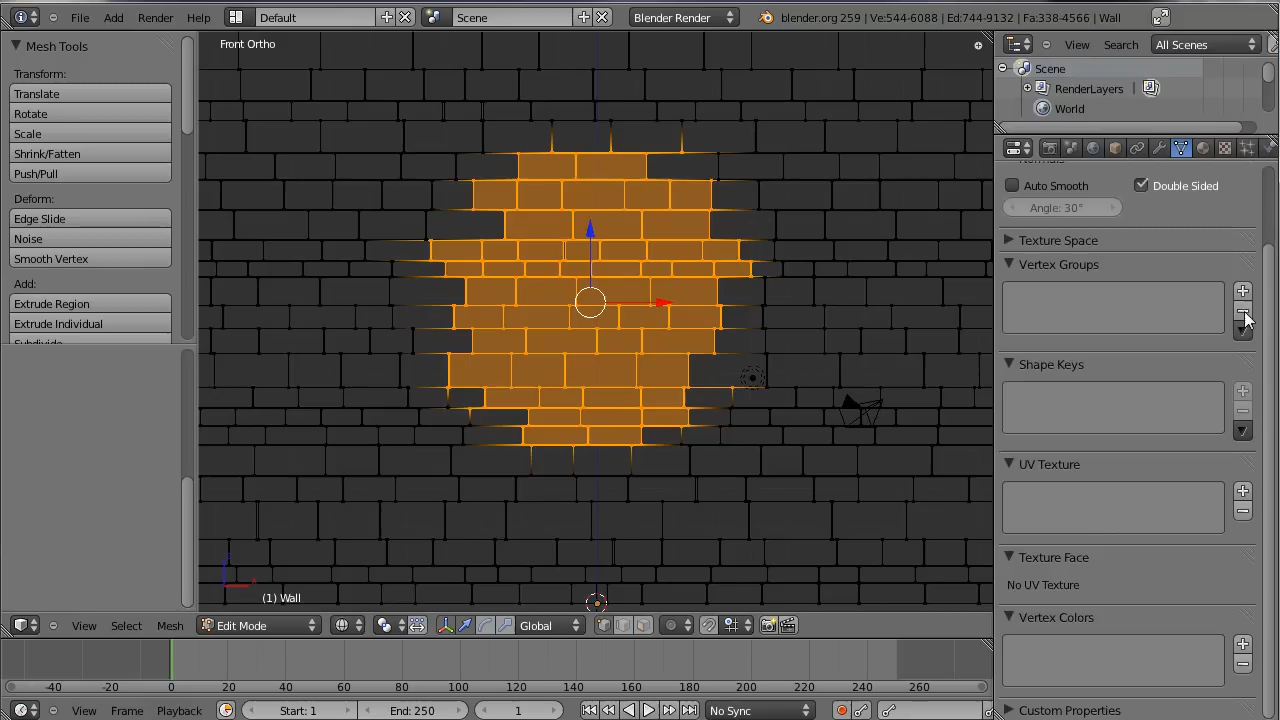 File Add Render Help Default Scene Blender Render blender.org 259 | Ve:544-6088 | Ed:744-9132 | Fa:338-4566 | Wall
Mesh Tools
Transform:
Translate
Rotate
Scale
Shrink/Fatten
Push/Pull
Deform:
Edge Slide
Noise
Smooth Vertex
Add:
Extrude Region
Extrude Individual
Front Ortho
(1) Wall
View Search All Scenes
Scene
RenderLayers |
World
Auto Smooth Double Sided
Angle: 30°
Texture Space
Vertex Groups
Shape Keys
UV Texture
Texture Face
No UV Texture
Vertex Colors
Custom Properties
View Select Mesh Edit Mode Global
-40 -20 0 20 40 60 80 100 120 140 160 180 200 220 240 260
View Frame Playback Start: 1 End: 250 1 No Sync